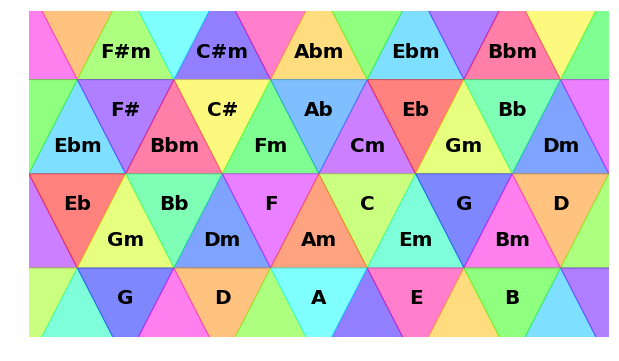 F#m C#m Abm Ebm Bbm
F# C# Ab Eb Bb
Ebm Bbm Fm Cm Gm Dm
Eb Bb F C G D
Gm Dm Am Em Bm
G D A E B